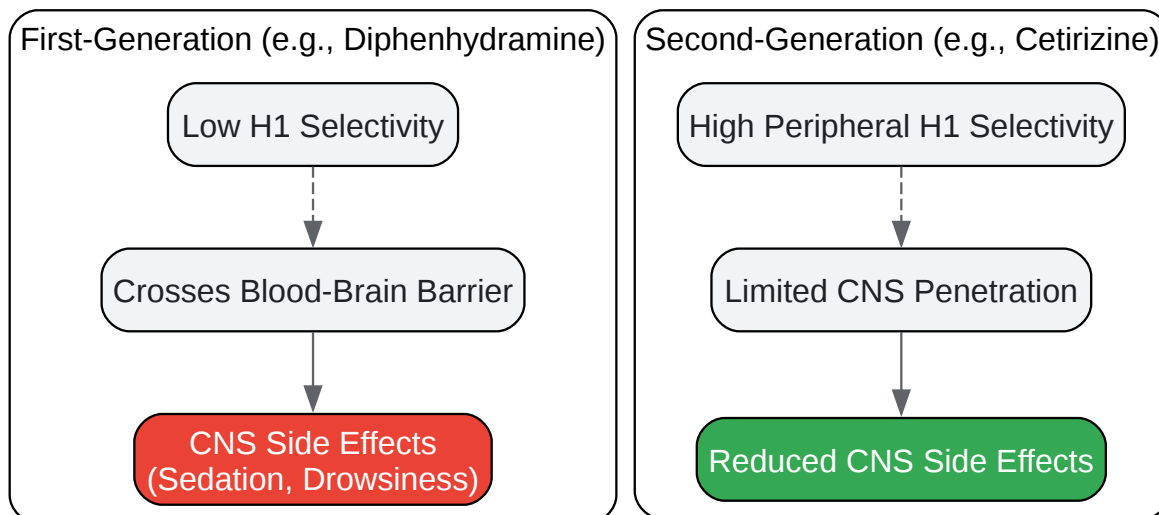 First-Generation (e.g., Diphenhydramine)
Low H1 Selectivity
Crosses Blood-Brain Barrier
CNS Side Effects
(Sedation, Drowsiness)
Second-Generation (e.g., Cetirizine)
High Peripheral H1 Selectivity
Limited CNS Penetration
Reduced CNS Side Effects